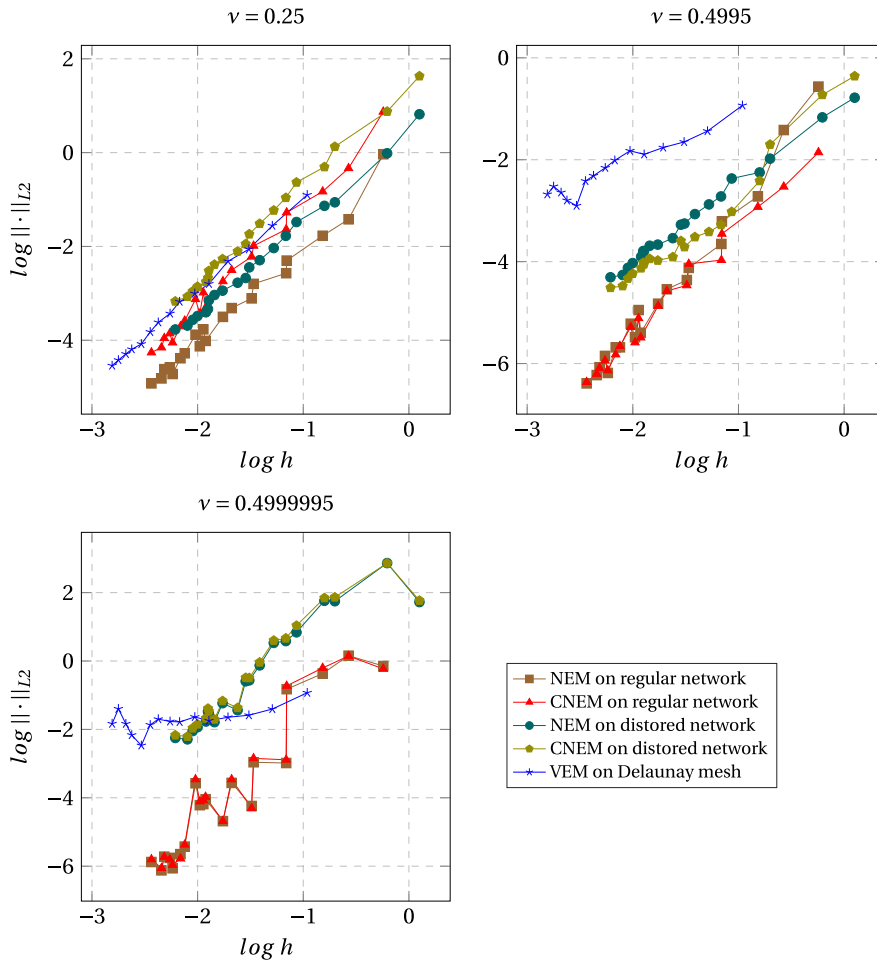 ν = 0.25
2
0
−2
−4
−3
−2
−1
0
log ‖·‖L2
log h
ν = 0.4995
0
−2
−4
−6
−3
−2
−1
0
log h
ν = 0.4999995
2
0
−2
−4
−6
−3
−2
−1
0
log ‖·‖L2
log h
NEM on regular network
CNEM on regular network
NEM on distored network
CNEM on distored network
VEM on Delaunay mesh